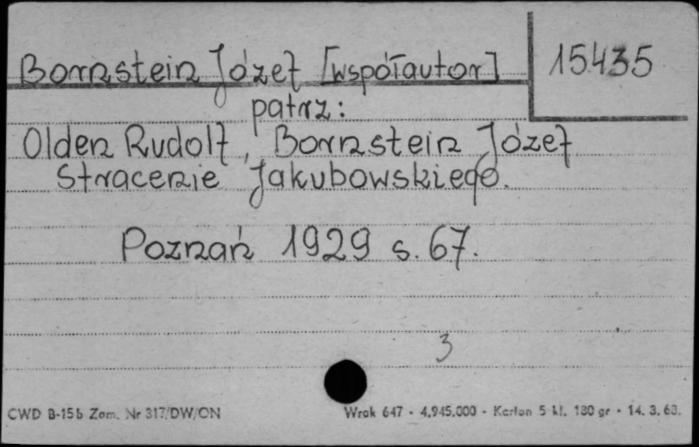 Bornstein Józef [współautor] 15435
patrz:
Olden Rudolf, Bornstein Józef
Stracenie Jakubowskiego.
Poznań 1929 s. 67.
3
CWD B-15b Zam. Nr 317/DW/ON Wrak 647 - 4.945.000 - Karton 5 kl. 180 gr - 14. 3. 63.